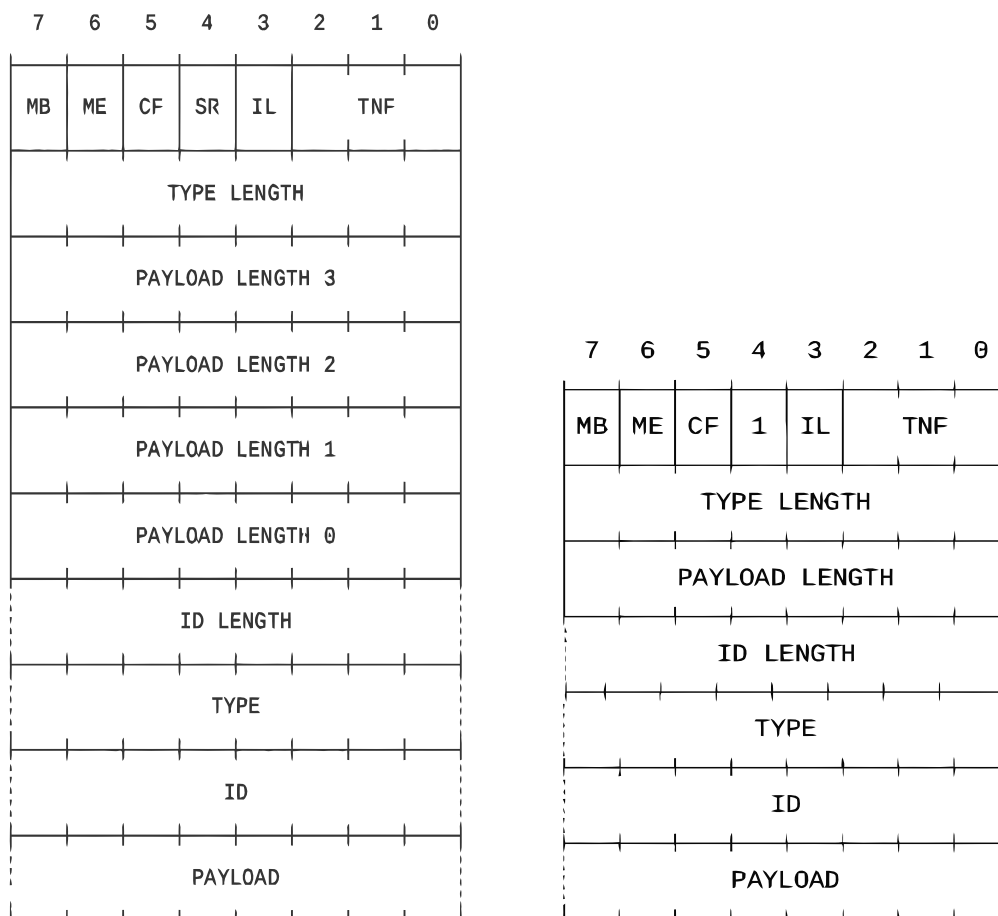 7 6 5 4 3 2 1 0
MB ME CF SR IL TNF
TYPE LENGTH
PAYLOAD LENGTH 3
PAYLOAD LENGTH 2
PAYLOAD LENGTH 1
PAYLOAD LENGTH 0
ID LENGTH
TYPE
ID
PAYLOAD
7 6 5 4 3 2 1 0
MB ME CF 1 IL TNF
TYPE LENGTH
PAYLOAD LENGTH
ID LENGTH
TYPE
ID
PAYLOAD